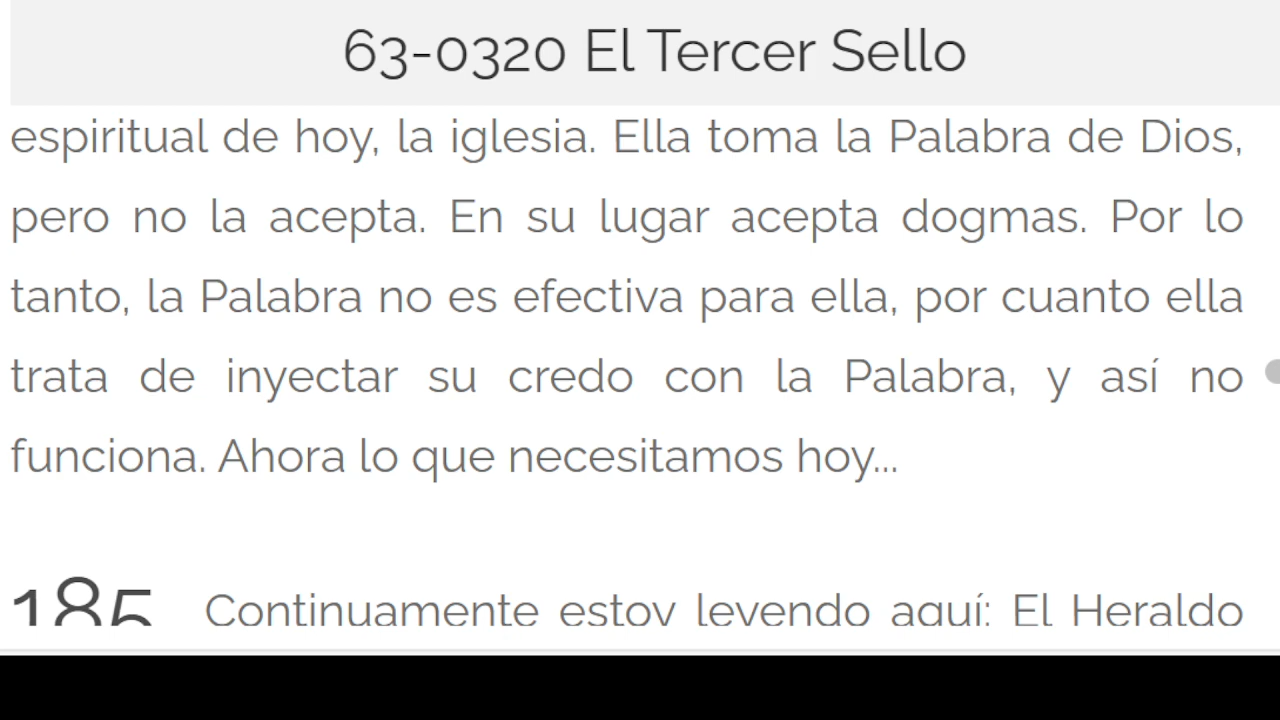 63-0320 El Tercer Sello
espiritual de hoy, la iglesia. Ella toma la Palabra de Dios,
pero no la acepta. En su lugar acepta dogmas. Por lo
tanto, la Palabra no es efectiva para ella, por cuanto ella
trata de inyectar su credo con la Palabra, y así no
funciona. Ahora lo que necesitamos hoy...
185 Continuamente estoy leyendo aquí: El Heraldo